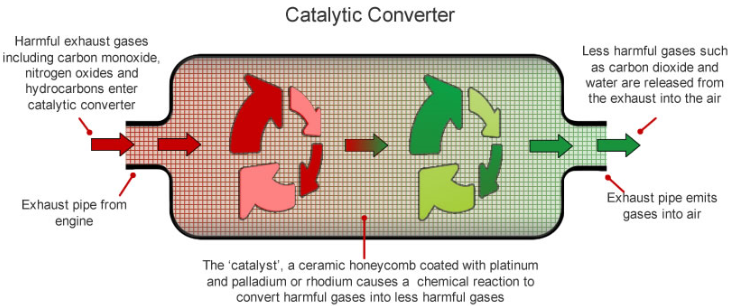 Catalytic Converter
Harmful exhaust gases
including carbon monoxide,
nitrogen oxides and
hydrocarbons enter
catalytic converter
Less harmful gases such
as carbon dioxide and
water are released from
the exhaust into the air
Exhaust pipe from
engine
Exhaust pipe emits
gases into air
The ‘catalyst’, a ceramic honeycomb coated with platinum
and palladium or rhodium causes a chemical reaction to
convert harmful gases into less harmful gases